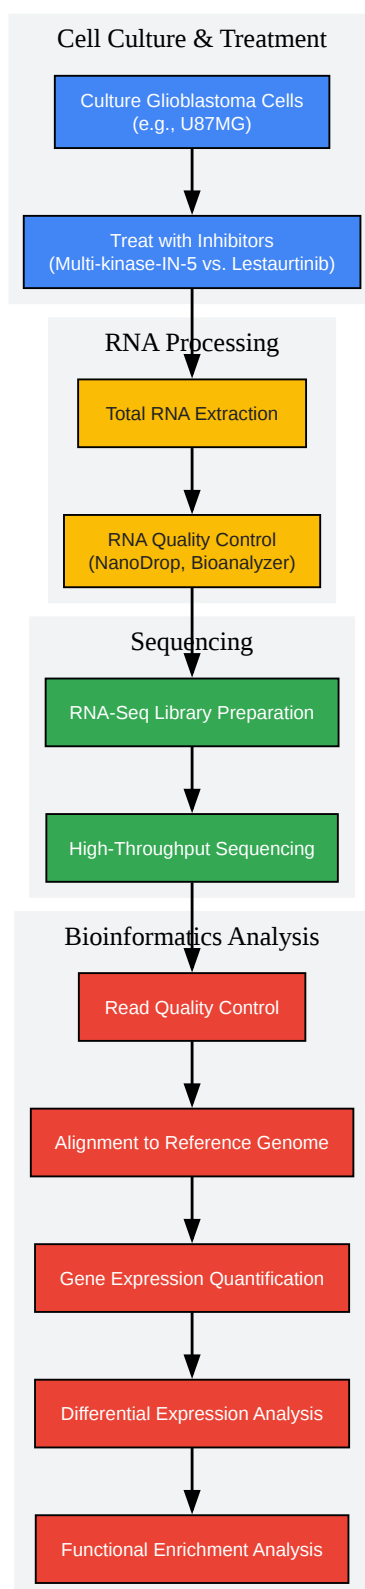 Cell Culture & Treatment
Culture Glioblastoma Cells
(e.g., U87MG)
Treat with Inhibitors
(Multi-kinase-IN-5 vs. Lestaurtinib)
RNA Processing
Total RNA Extraction
RNA Quality Control
(NanoDrop, Bioanalyzer)
Sequencing
RNA-Seq Library Preparation
High-Throughput Sequencing
Bioinformatics Analysis
Read Quality Control
Alignment to Reference Genome
Gene Expression Quantification
Differential Expression Analysis
Functional Enrichment Analysis